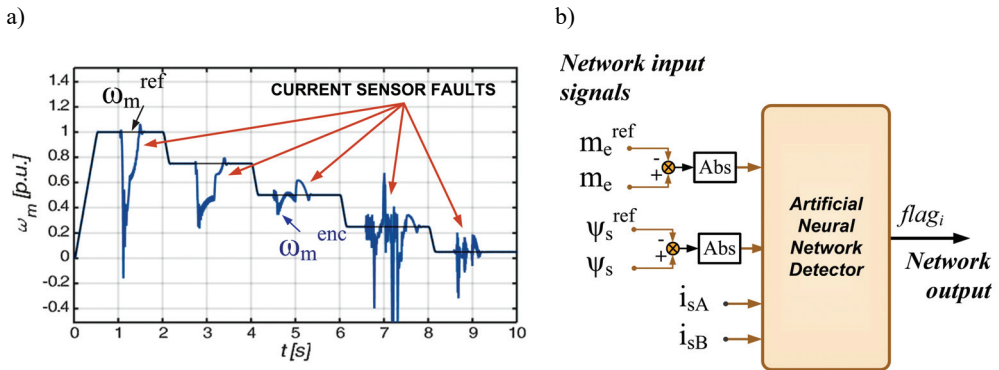 a)
b)
1.4
1.2
1
0.8
0.6
0.4
0.2
0
-0.2
-0.4
ω_m [p.u.]
ω_m^ref
CURRENT SENSOR FAULTS
ω_m^enc
0 1 2 3 4 5 6 7 8 9 10
t [s]
Network input
signals
m_e^ref
m_e
-
+
Abs
ψ_s^ref
ψ_s
-
+
Abs
i_sA
i_sB
Artificial
Neural
Network
Detector
flag_i
Network
output